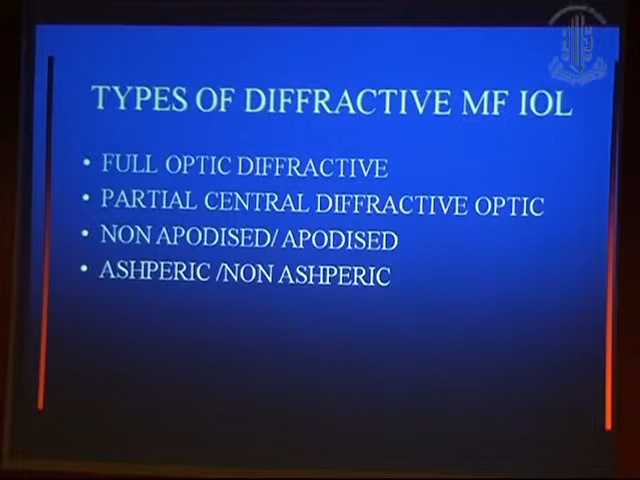 TYPES OF DIFFRACTIVE MF IOL
• FULL OPTIC DIFFRACTIVE
• PARTIAL CENTRAL DIFFRACTIVE OPTIC
• NON APODISED/ APODISED
• ASHPERIC /NON ASHPERIC